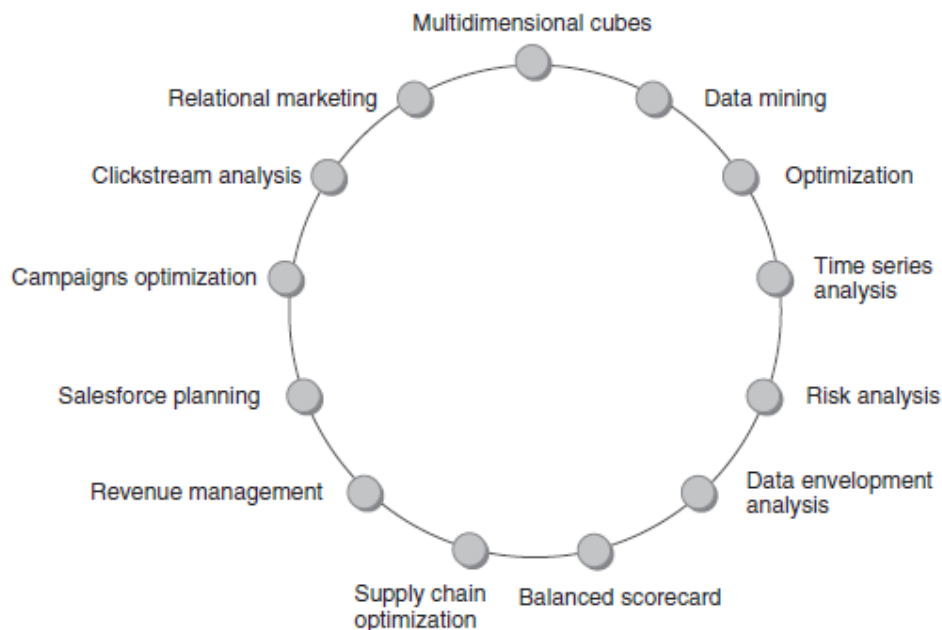 Multidimensional cubes
Relational marketing
Data mining
Clickstream analysis
Optimization
Campaigns optimization
Time series
analysis
Salesforce planning
Risk analysis
Revenue management
Data envelopment
analysis
Supply chain
optimization
Balanced scorecard